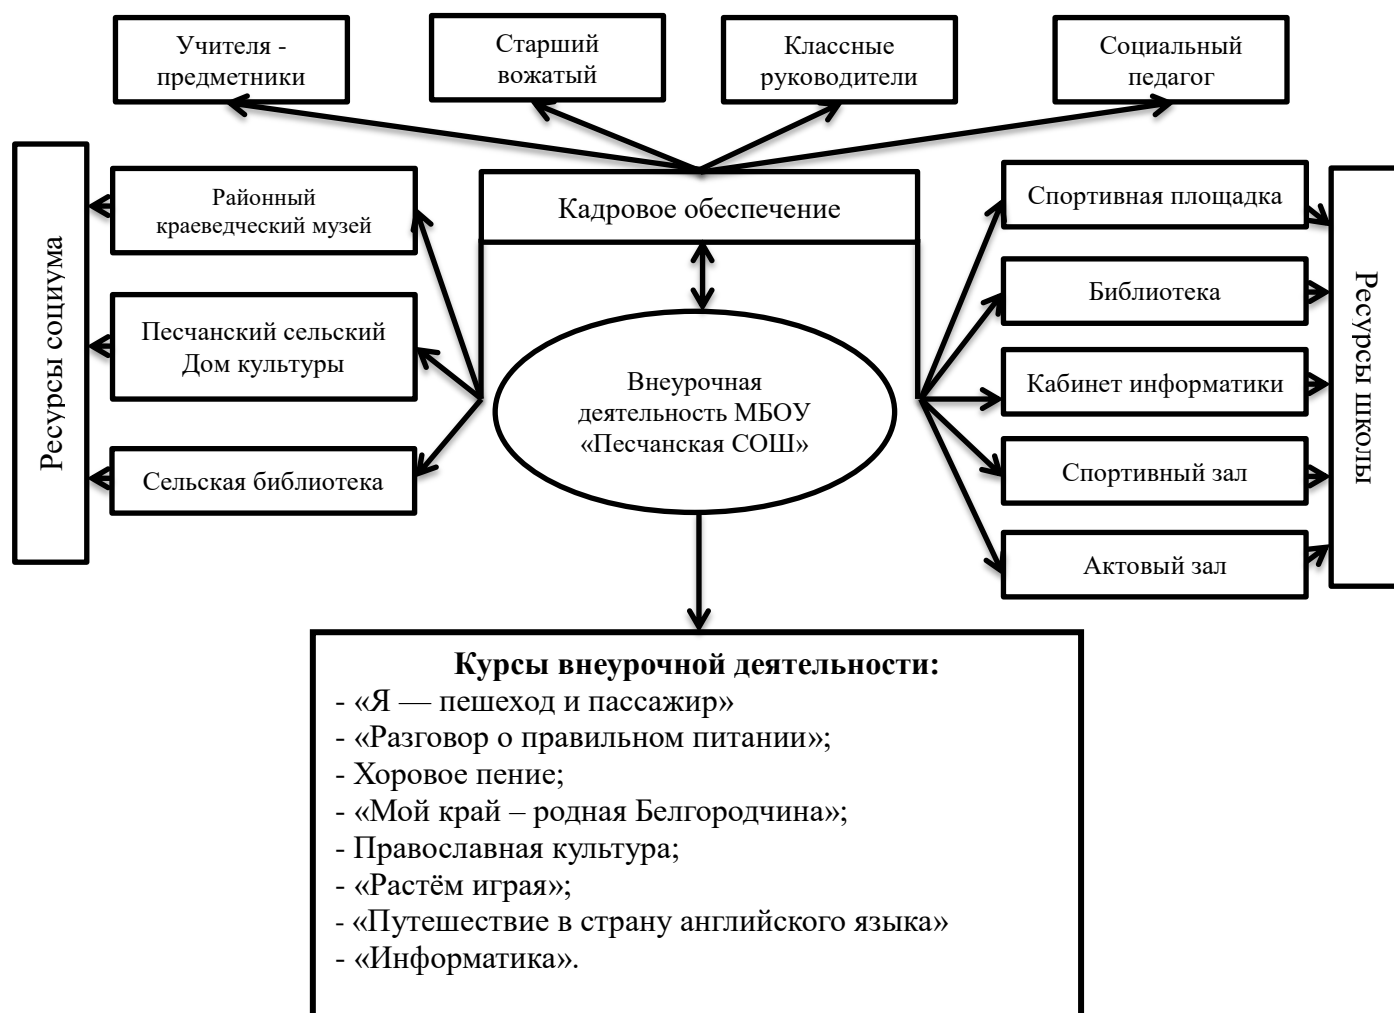 Учителя -
предметники
Старший
вожатый
Классные
руководители
Социальный
педагог
Ресурсы социума
Районный
краеведческий музей
Песчанский сельский
Дом культуры
Сельская библиотека
Кадровое обеспечение
Внеурочная
деятельность МБОУ
«Песчанская СОШ»
Спортивная площадка
Библиотека
Кабинет информатики
Спортивный зал
Актовый зал
Ресурсы школы
Курсы внеурочной деятельности:
- «Я — пешеход и пассажир»
- «Разговор о правильном питании»;
- Хоровое пение;
- «Мой край – родная Белгородчина»;
- Православная культура;
- «Растём играя»;
- «Путешествие в страну английского языка»
- «Информатика».